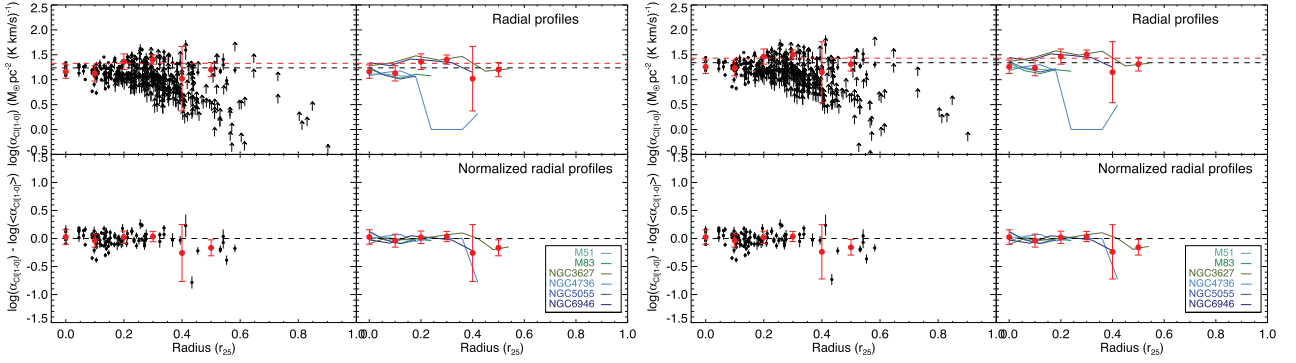 log(α_CI[1-0]) (M_⊙ pc^-2 (K km/s)^-1)
2.5
2.0
1.5
1.0
0.5
0.0
-0.5
Radial profiles
log(α_CI[1-0]) - log(<α_CI[1-0]>)
1.5
1.0
0.5
0.0
-0.5
-1.0
-1.5
Normalized radial profiles
M51
M83
NGC3627
NGC4736
NGC5055
NGC6946
0.0 0.2 0.4 0.6 0.8 1.0
0.0 0.2 0.4 0.6 0.8 1.0
Radius (r_25)
Radius (r_25)
log(α_CI[1-0]) (M_⊙ pc^-2 (K km/s)^-1)
2.5
2.0
1.5
1.0
0.5
0.0
-0.5
Radial profiles
log(α_CI[1-0]) - log(<α_CI[1-0]>)
1.5
1.0
0.5
0.0
-0.5
-1.0
-1.5
Normalized radial profiles
M51
M83
NGC3627
NGC4736
NGC5055
NGC6946
0.0 0.2 0.4 0.6 0.8 1.0
0.0 0.2 0.4 0.6 0.8 1.0
Radius (r_25)
Radius (r_25)